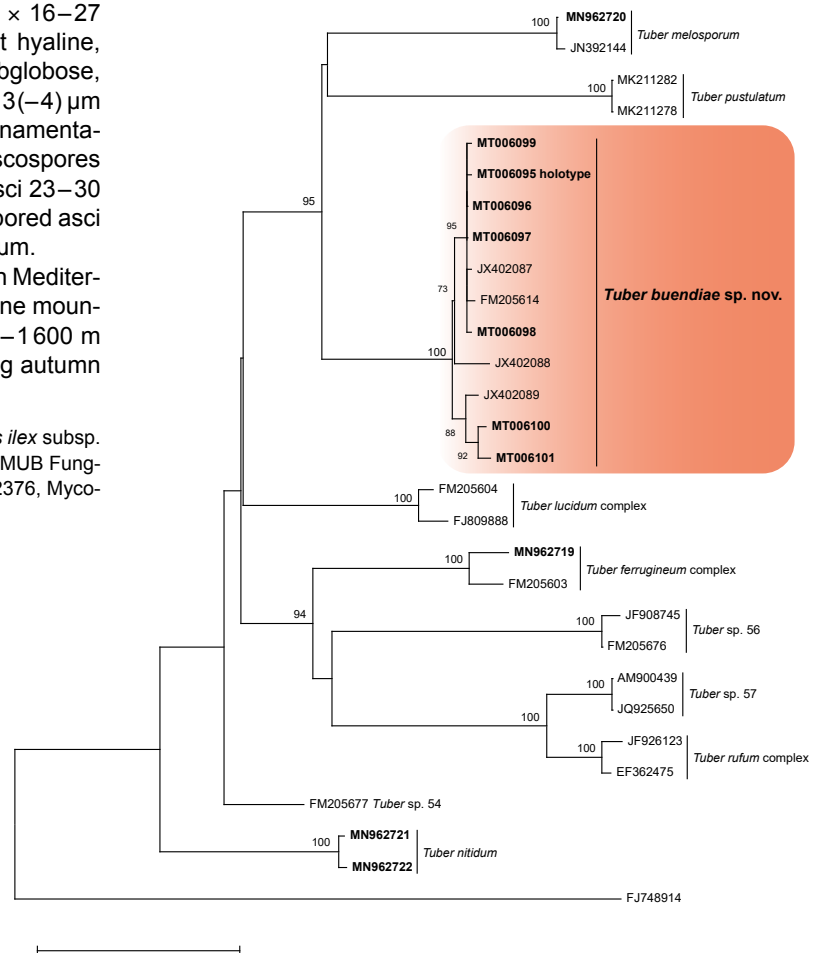 × 16–27
t hyaline,
bglobose,
3(–4) µm
namenta-
scospores
sci 23–30
pored asci
um.
n Mediter-
ne moun-
–1600 m
g autumn
s ilex subsp.
MUB Fung-
2376, Myco-
100
MN962720
JN392144
Tuber melosporum
100
MK211282
MK211278
Tuber pustulatum
95
MT006099
MT006095 holotype
MT006096
95
MT006097
JX402087
73
FM205614
MT006098
100
JX402088
JX402089
88
MT006100
92
MT006101
Tuber buendiae sp. nov.
100
FM205604
FJ809888
Tuber lucidum complex
100
MN962719
FM205603
Tuber ferrugineum complex
94
100
JF908745
FM205676
Tuber sp. 56
100
100
AM900439
JQ925650
Tuber sp. 57
100
JF926123
EF362475
Tuber rufum complex
FM205677 Tuber sp. 54
100
MN962721
MN962722
Tuber nitidum
FJ748914